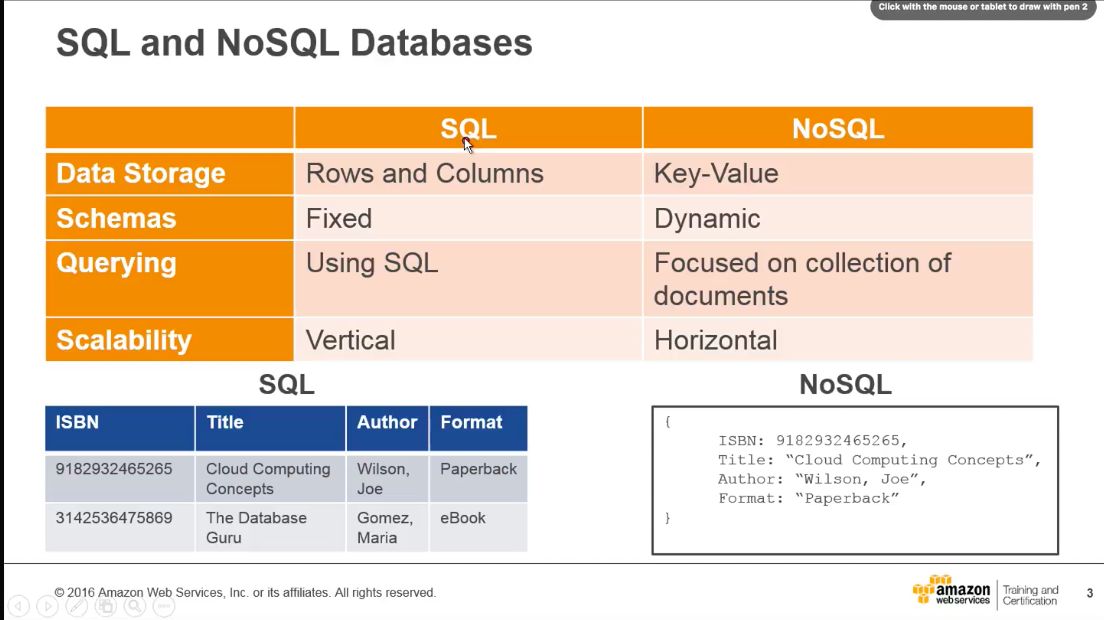 Click with the mouse or tablet to draw with pen 2
SQL and NoSQL Databases
SQL NoSQL
Data Storage Rows and Columns Key-Value
Schemas Fixed Dynamic
Querying Using SQL Focused on collection of
documents
Scalability Vertical Horizontal
SQL
ISBN Title Author Format
9182932465265 Cloud Computing Wilson, Paperback
Concepts Joe
3142536475869 The Database Gomez, eBook
Guru Maria
NoSQL
{
ISBN: 9182932465265,
Title: “Cloud Computing Concepts”,
Author: “Wilson, Joe”,
Format: “Paperback”
}
© 2016 Amazon Web Services, Inc. or its affiliates. All rights reserved.
amazon
webservices
Training and
Certification
3